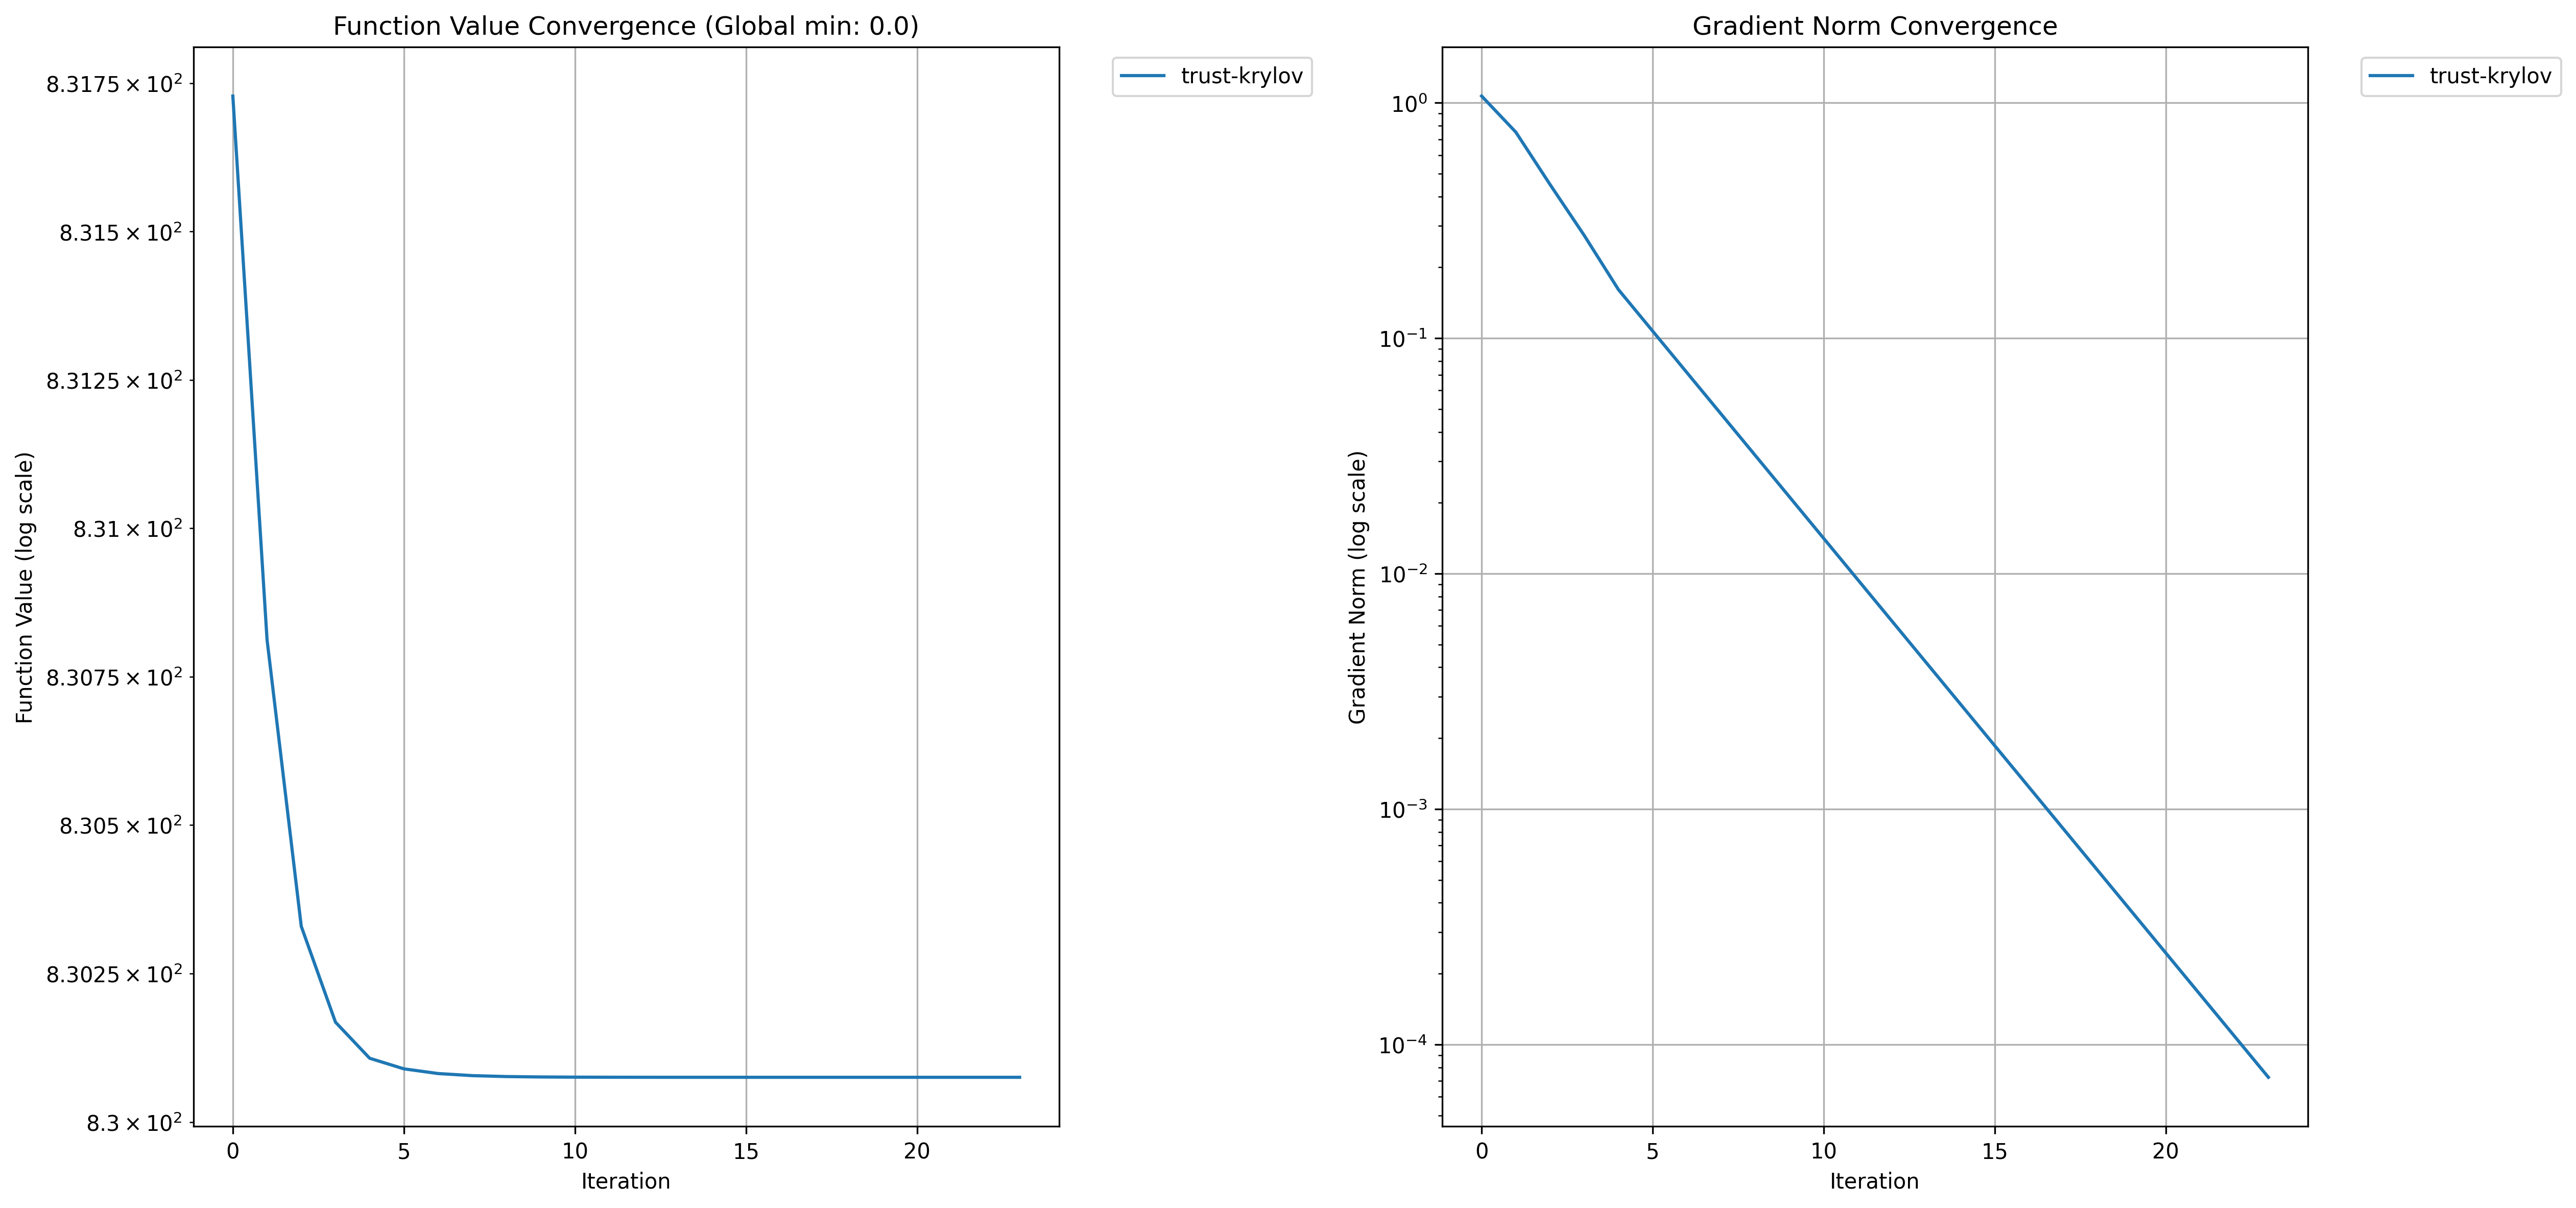 Function Value Convergence (Global min: 0.0)
Function Value (log scale)
8.3175 × 10²
8.315 × 10²
8.3125 × 10²
8.31 × 10²
8.3075 × 10²
8.305 × 10²
8.3025 × 10²
8.3 × 10²
0 5 10 15 20
Iteration
trust-krylov
Gradient Norm Convergence
Gradient Norm (log scale)
10⁰
10⁻¹
10⁻²
10⁻³
10⁻⁴
0 5 10 15 20
Iteration
trust-krylov